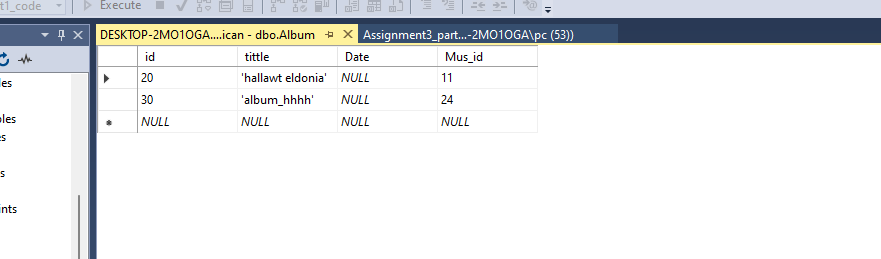 t1_code Execute
DESKTOP-2MO1OGA....ican - dbo.Album Assignment3_part...-2MO1OGA\pc (53))
id tittle Date Mus_id
20 'hallawt eldonia' NULL 11
30 'album_hhhh' NULL 24
NULL NULL NULL NULL
les
bles
es
s
ints